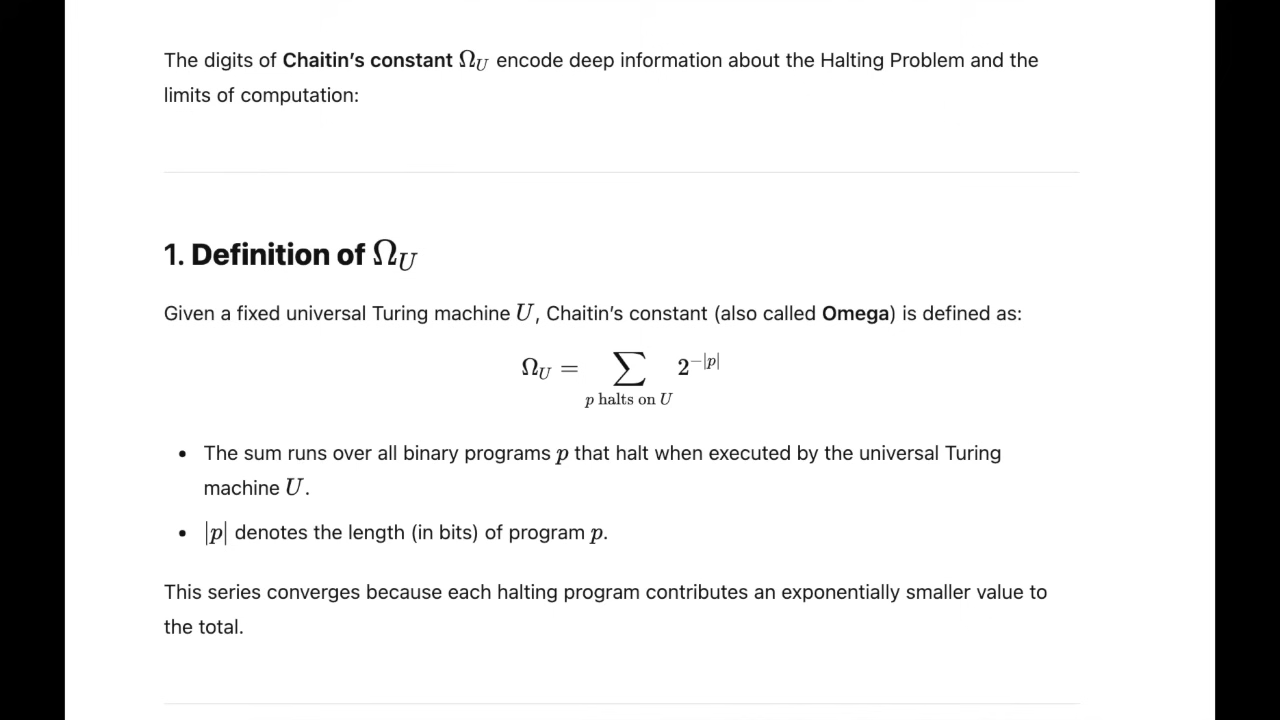 The digits of Chaitin’s constant Ω_U encode deep information about the Halting Problem and the
limits of computation:
1. Definition of Ω_U
Given a fixed universal Turing machine U, Chaitin’s constant (also called Omega) is defined as:
Ω_U = ∑ 2^{-|p|}
p halts on U
• The sum runs over all binary programs p that halt when executed by the universal Turing
machine U.
• |p| denotes the length (in bits) of program p.
This series converges because each halting program contributes an exponentially smaller value to
the total.